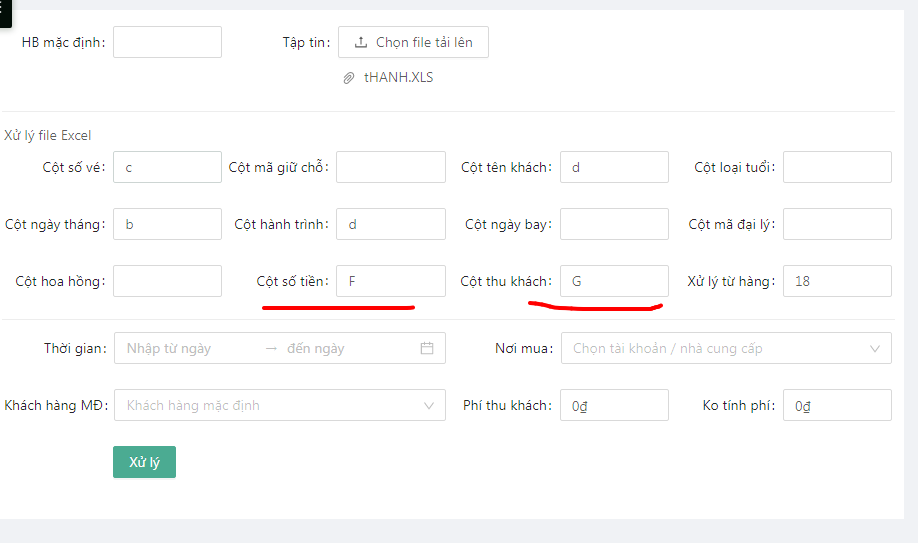 HB mặc định: Tập tin: Chọn file tải lên
tHANH.XLS
Xử lý file Excel
Cột số vé: c Cột mã giữ chỗ: Cột tên khách: d Cột loại tuổi:
Cột ngày tháng: b Cột hành trình: d Cột ngày bay: Cột mã đại lý:
Cột hoa hồng: Cột số tiền: F Cột thu khách: G Xử lý từ hàng: 18
Thời gian: Nhập từ ngày → đến ngày Nơi mua: Chọn tài khoản / nhà cung cấp
Khách hàng MĐ: Khách hàng mặc định Phí thu khách: 0₫ Ko tính phí: 0₫
Xử lý